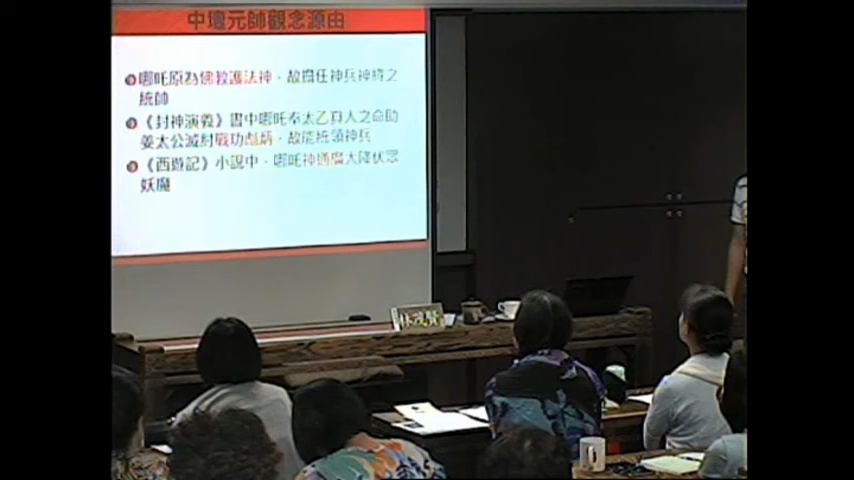 中壇元帥觀念源由
哪吒原為佛教護法神，故擔任神兵神將之
統帥
《封神演義》書中哪吒奉太乙真人之命助
姜太公滅紂戰功彪炳，故能統領神兵
《西遊記》小說中，哪吒神通廣大降伏眾
妖魔
林茂賢